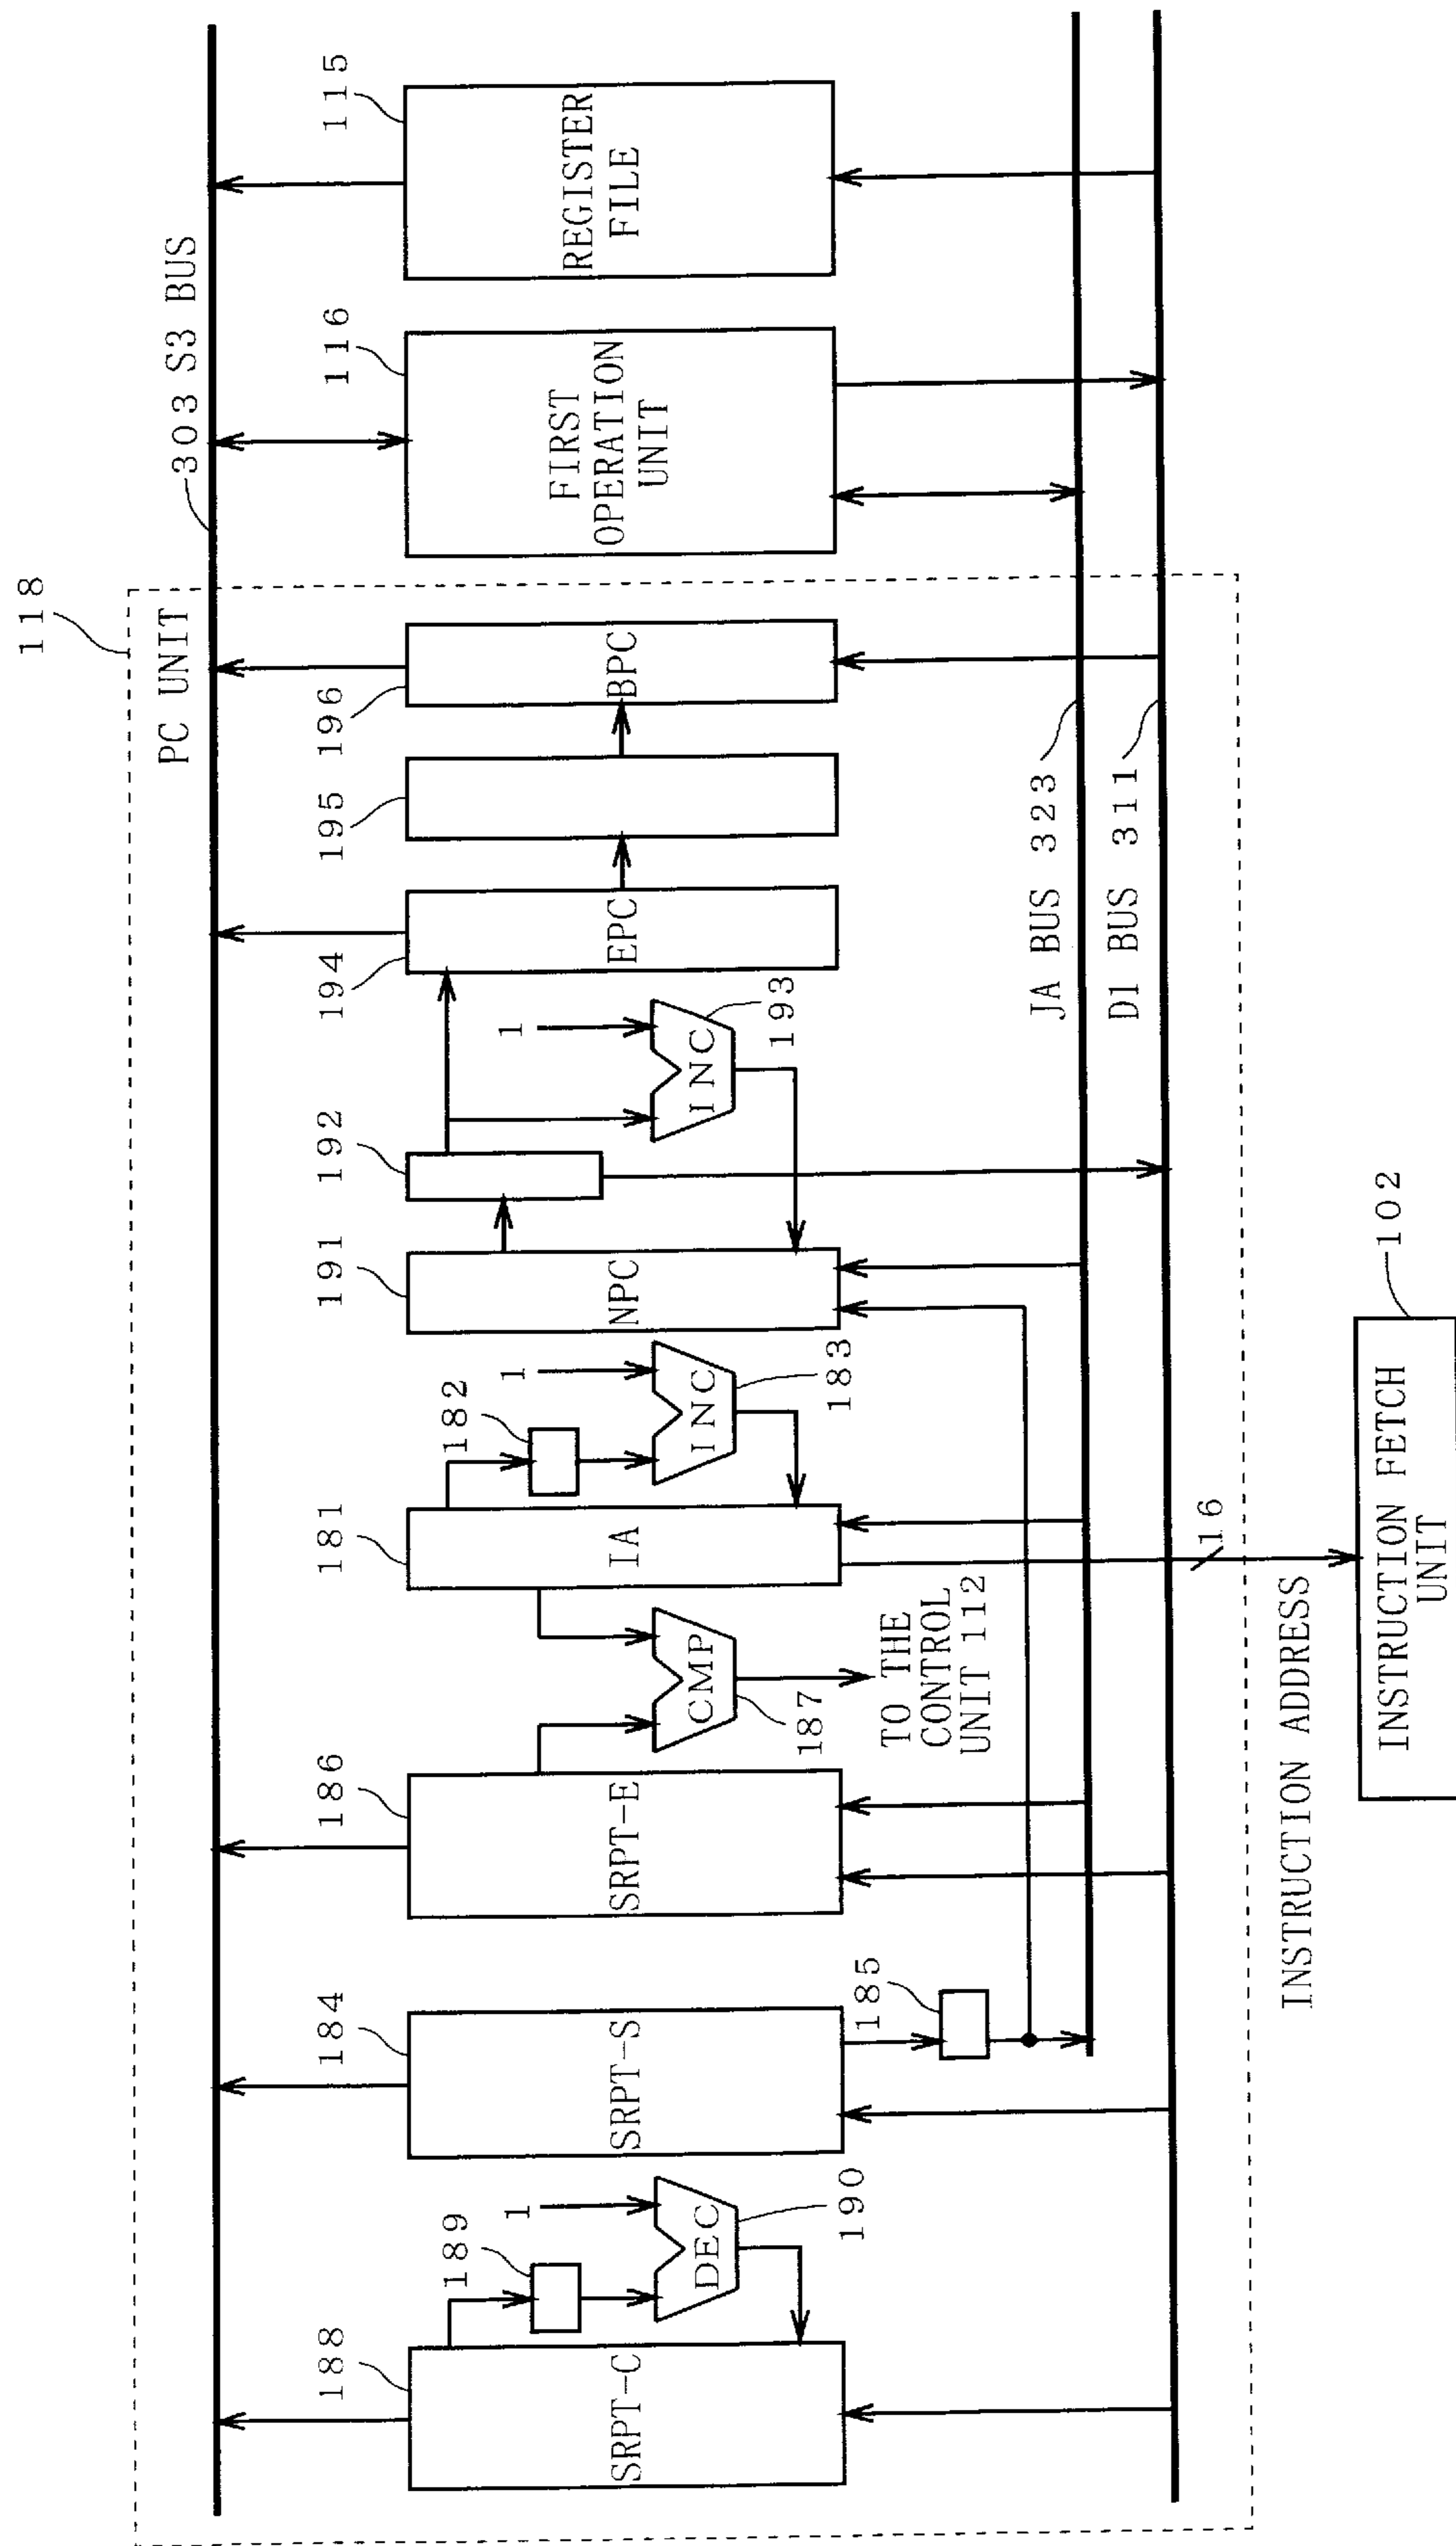 118
PC UNIT
303 S3 BUS
188
SRPT-C
189
1
DEC
190
184
SRPT-S
185
186
SRPT-E
CMP
187
TO THE
CONTROL
UNIT 112
181
IA
182
1
INC
183
191
NPC
192
1
INC
193
194
EPC
195
196
BPC
116
FIRST
OPERATION
UNIT
115
REGISTER
FILE
JA BUS 323
D1 BUS 311
16
INSTRUCTION ADDRESS
102
INSTRUCTION FETCH
UNIT